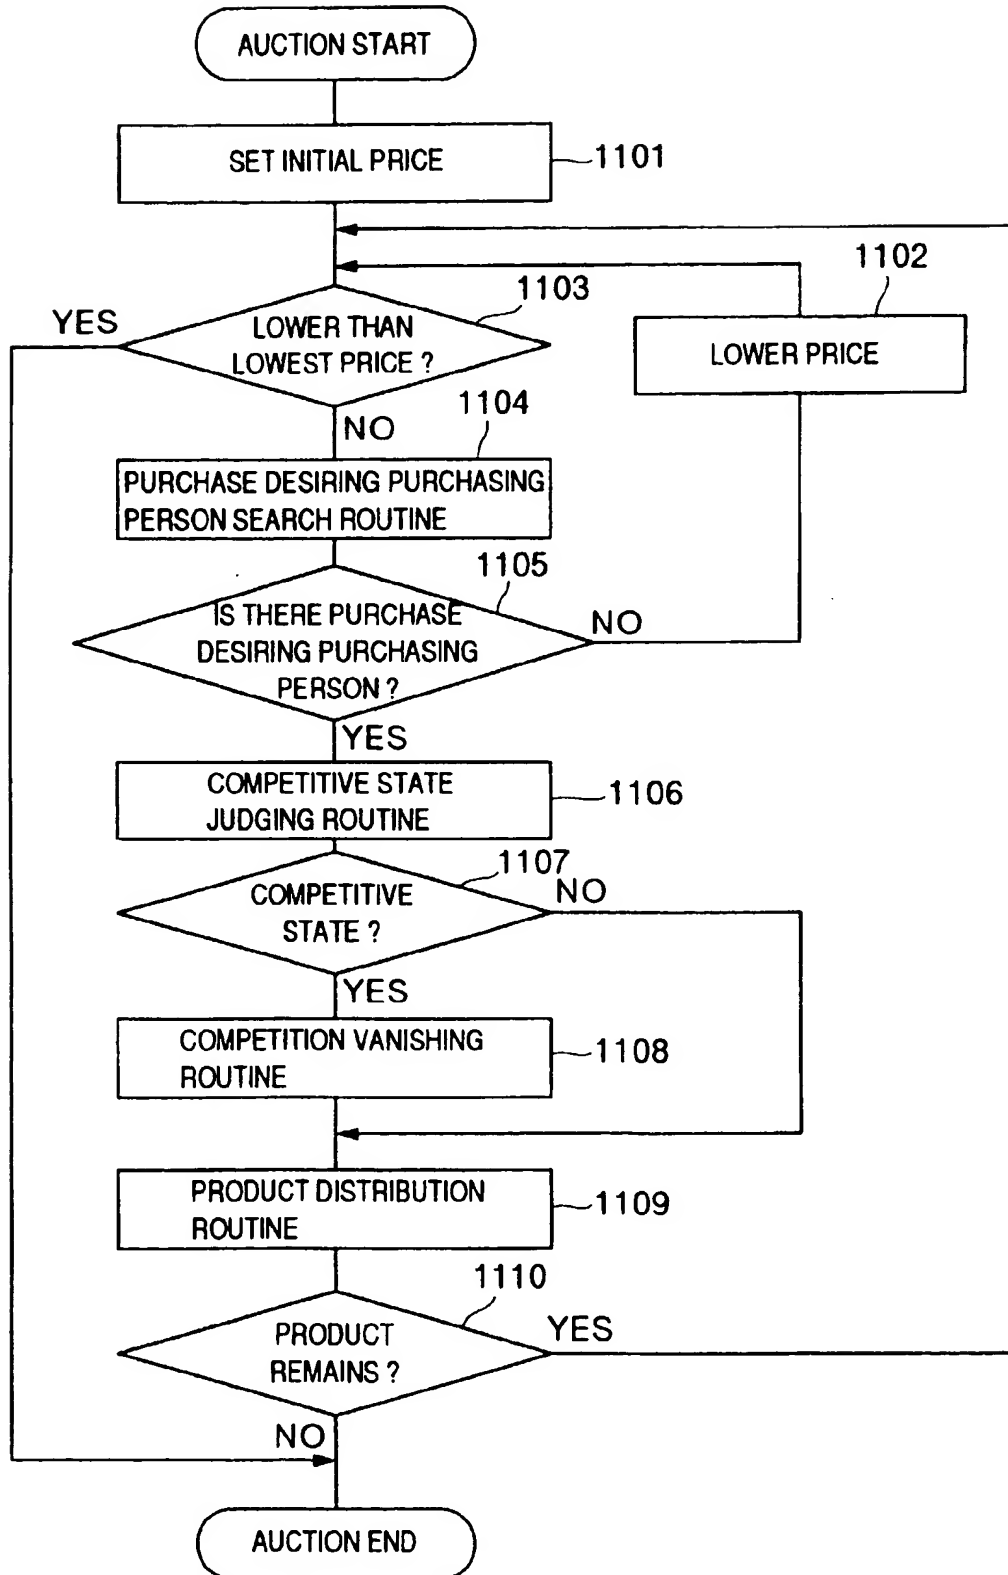 AUCTION START
SET INITIAL PRICE
1101
1102
1103
YES
LOWER THAN
LOWEST PRICE ?
LOWER PRICE
1104
NO
PURCHASE DESIRING PURCHASING
PERSON SEARCH ROUTINE
1105
IS THERE PURCHASE
DESIRING PURCHASING
PERSON ?
NO
YES
COMPETITIVE STATE
JUDGING ROUTINE
1106
1107
COMPETITIVE
STATE ?
NO
YES
COMPETITION VANISHING
ROUTINE
1108
PRODUCT DISTRIBUTION
ROUTINE
1109
1110
PRODUCT
REMAINS ?
YES
NO
AUCTION END